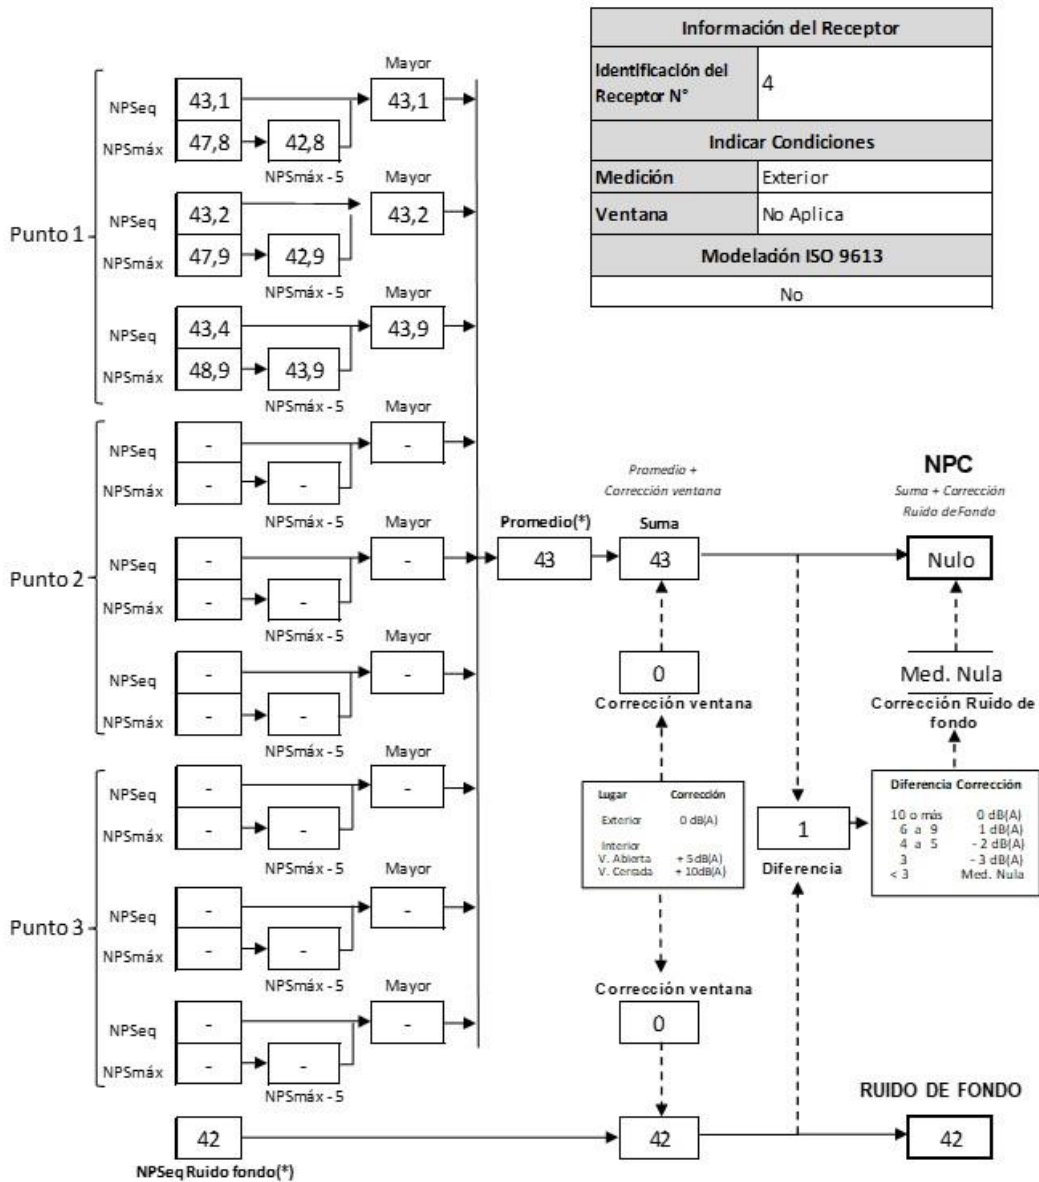 Información del Receptor
Identificación del Receptor N° 4
Indicar Condiciones
Medición Exterior
Ventana No Aplica
Modelación ISO 9613
No
Punto 1
Mayor
NPSeq 43,1 43,1
NPSmáx 47,8 42,8
NPSmáx - 5
Mayor
NPSeq 43,2 43,2
NPSmáx 47,9 42,9
NPSmáx - 5
Mayor
NPSeq 43,4 43,9
NPSmáx 48,9 43,9
NPSmáx - 5
Punto 2
Mayor
NPSeq - -
NPSmáx - -
NPSmáx - 5
Mayor
NPSeq - -
NPSmáx - -
NPSmáx - 5
Mayor
NPSeq - -
NPSmáx - -
NPSmáx - 5
Punto 3
Mayor
NPSeq - -
NPSmáx - -
NPSmáx - 5
Mayor
NPSeq - -
NPSmáx - -
NPSmáx - 5
Mayor
NPSeq - -
NPSmáx - -
NPSmáx - 5
42
NPSeq Ruido fondo(*)
Promedio(*)
43
Promedio +
Corrección ventana
Suma
43
0
Corrección ventana
Lugar Corrección
Exterior 0 dB(A)
Interior
V. Abierta + 5dB(A)
V. Cerrada + 10dB(A)
Corrección ventana
0
42
1
Diferencia
NPC
Suma + Corrección
Ruido de Fondo
Nulo
Med. Nula
Corrección Ruido de
fondo
Diferencia Corrección
10 o más 0 dB(A)
6 a 9 1 dB(A)
4 a 5 - 2 dB(A)
3 - 3 dB(A)
< 3 Med. Nula
RUIDO DE FONDO
42